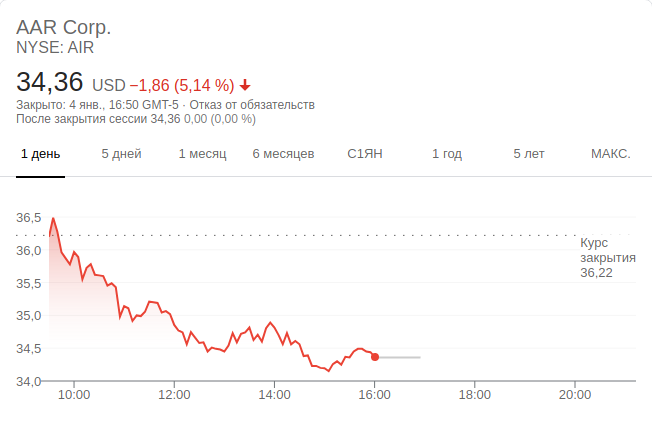 AAR Corp.
NYSE: AIR
34,36 USD −1,86 (5,14 %)
Закрыто: 4 янв., 16:50 GMT-5 · Отказ от обязательств
После закрытия сессии 34,36 0,00 (0,00 %)
1 день 5 дней 1 месяц 6 месяцев С1ЯН 1 год 5 лет МАКС.
36,5
36,0
35,5
35,0
34,5
34,0
Курс
закрытия
36,22
10:00 12:00 14:00 16:00 18:00 20:00